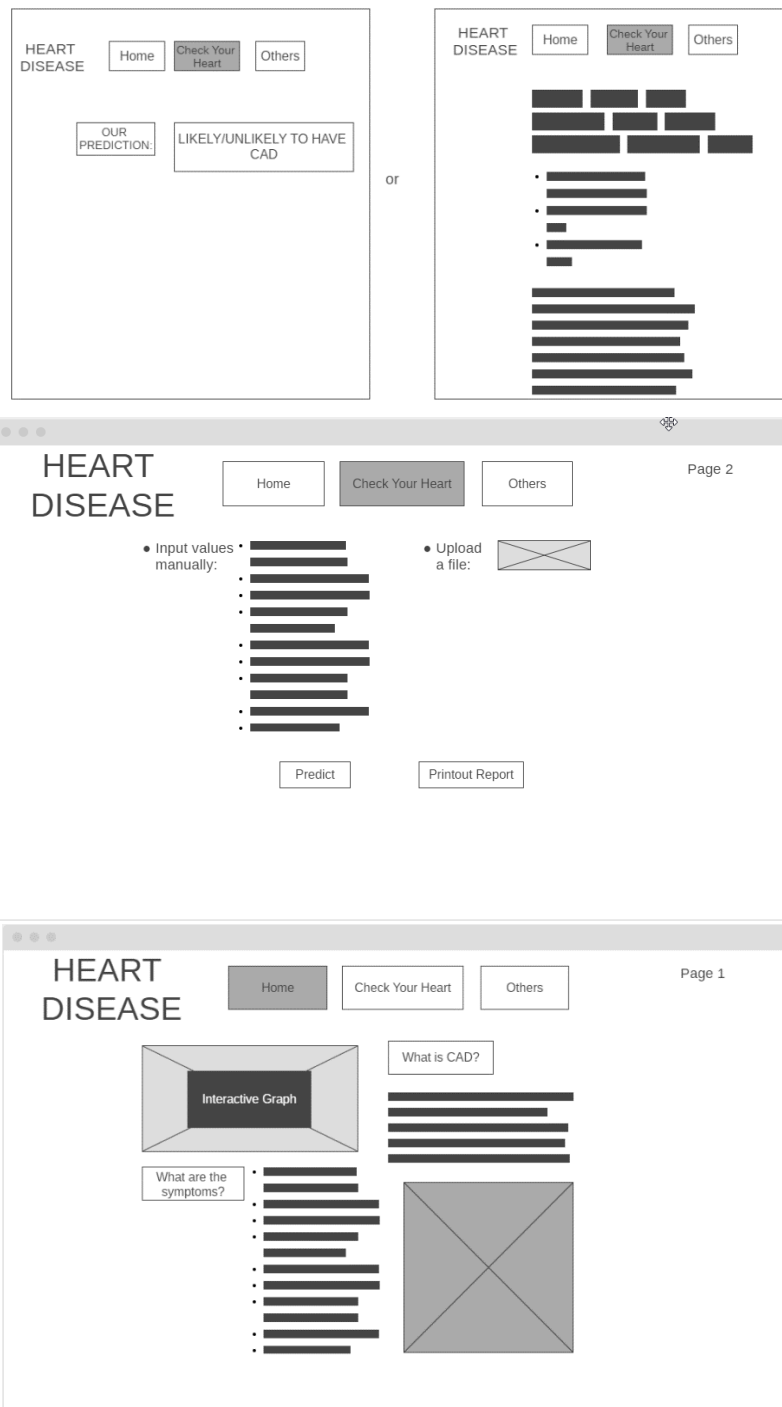 HEART
DISEASE
Home
Check Your
Heart
Others
OUR
PREDICTION:
LIKELY/UNLIKELY TO HAVE
CAD
or
HEART
DISEASE
Home
Check Your
Heart
Others
HEART
DISEASE
Home
Check Your Heart
Others
Page 2
Input values
manually:
Upload
a file:
Predict
Printout Report
HEART
DISEASE
Home
Check Your Heart
Others
Page 1
Interactive Graph
What is CAD?
What are the
symptoms?